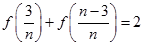 f(3/n) + f((n-3)/n) = 2